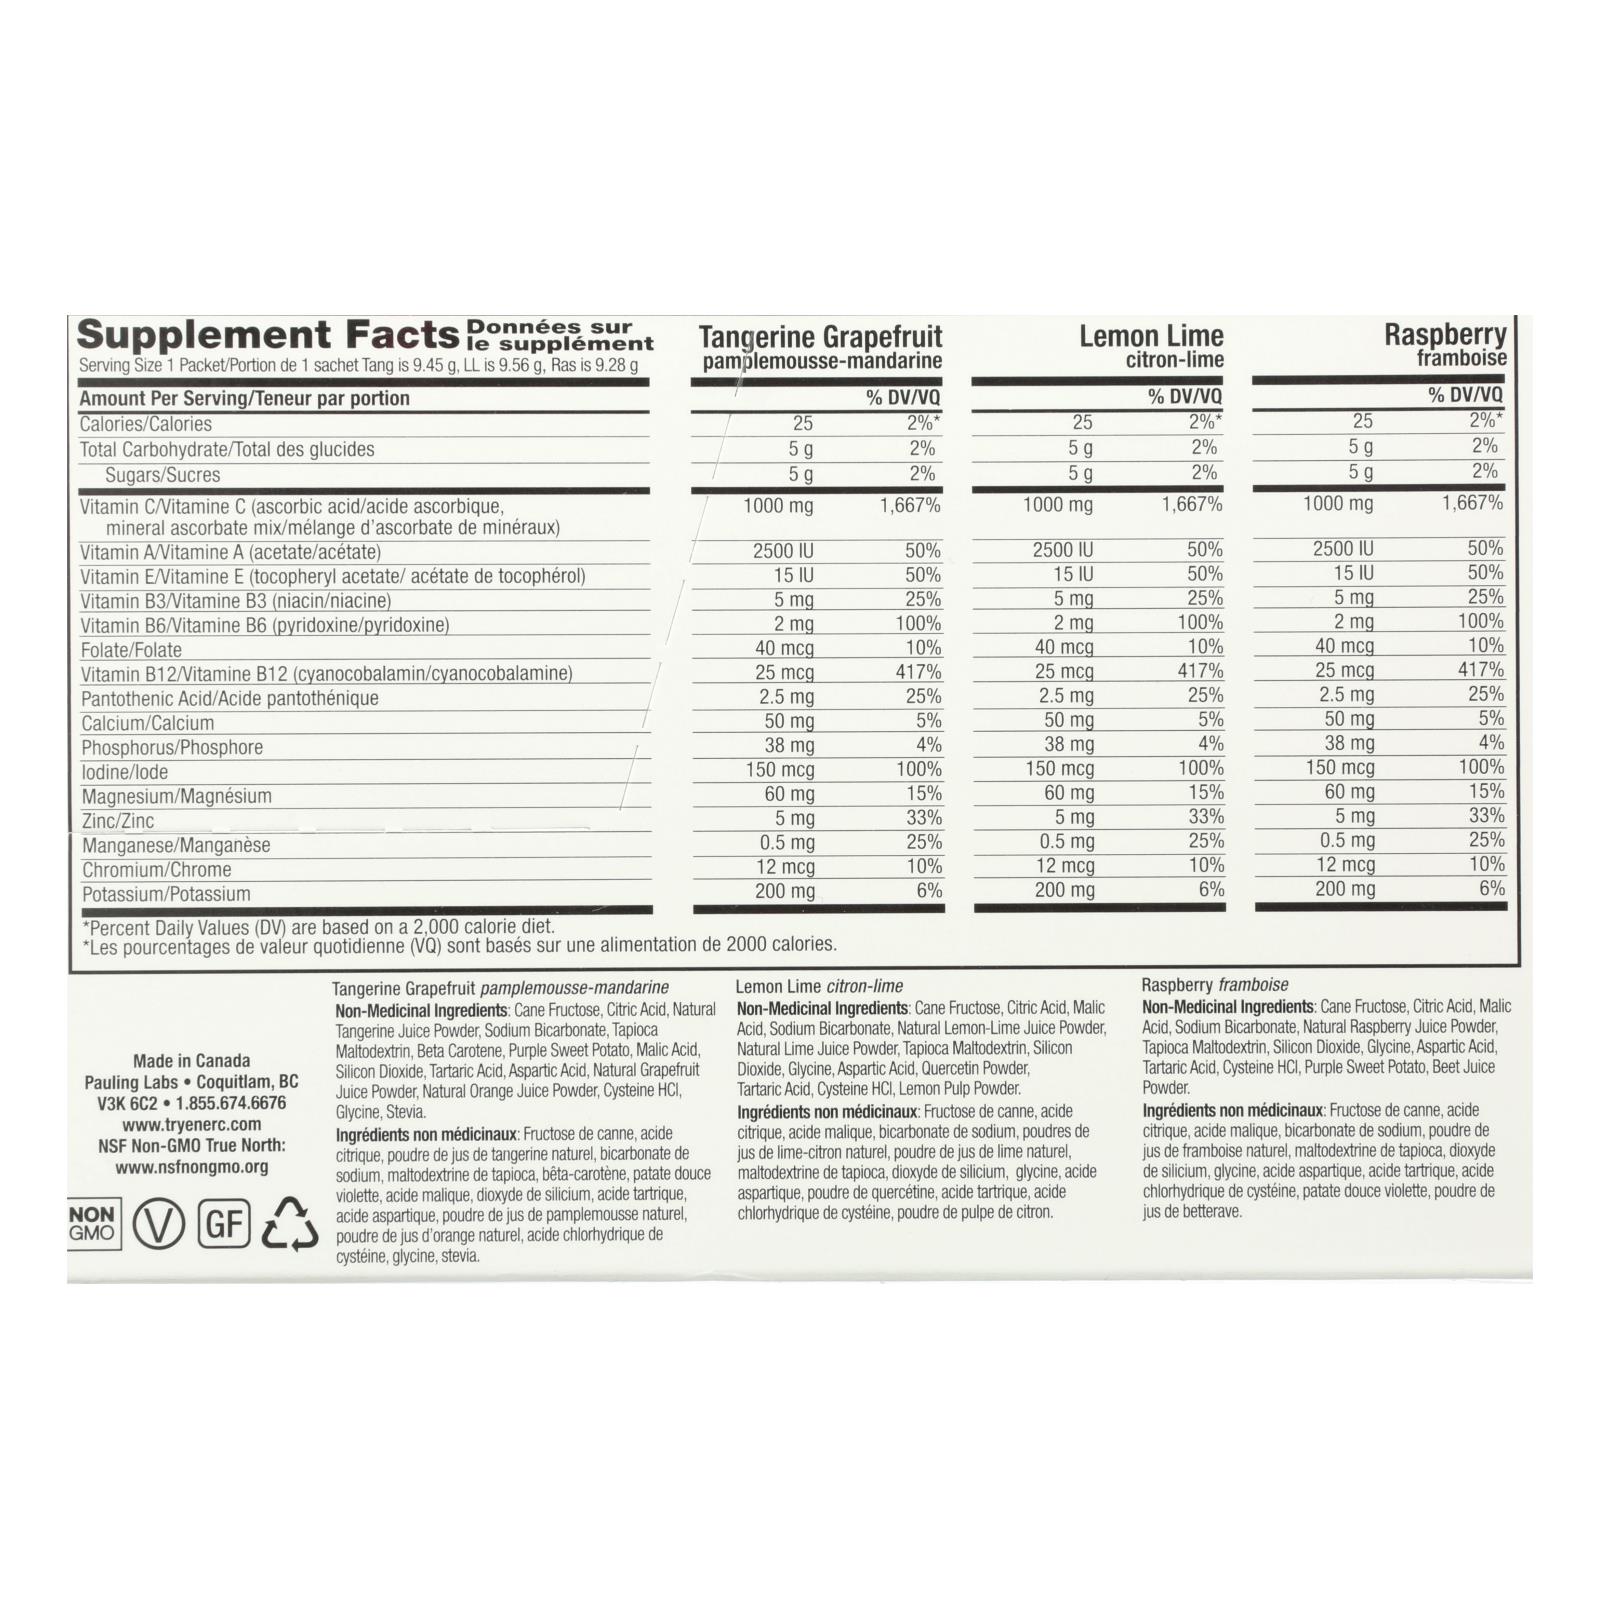 Supplement Facts Données sur le supplément
Serving Size 1 Packet/Portion de 1 sachet Tang is 9.45 g, LL is 9.56 g, Ras is 9.28 g
Tangerine Grapefruit Lemon Lime Raspberry
pamplemousse-mandarine citron-lime framboise
Amount Per Serving/Teneur par portion % DV/VQ % DV/VQ % DV/VQ
Calories/Calories 25 2%* 25 2%* 25 2%*
Total Carbohydrate/Total des glucides 5 g 2% 5 g 2% 5 g 2%
Sugars/Sucres 5 g 2% 5 g 2% 5 g 2%
Vitamin C/Vitamine C (ascorbic acid/acide ascorbique, 1000 mg 1,667% 1000 mg 1,667% 1000 mg 1,667%
mineral ascorbate mix/mélange d'ascorbate de minéraux)
Vitamin A/Vitamine A (acetate/acétate) 2500 IU 50% 2500 IU 50% 2500 IU 50%
Vitamin E/Vitamine E (tocopheryl acetate/ acétate de tocophérol) 15 IU 50% 15 IU 50% 15 IU 50%
Vitamin B3/Vitamine B3 (niacin/niacine) 5 mg 25% 5 mg 25% 5 mg 25%
Vitamin B6/Vitamine B6 (pyridoxine/pyridoxine) 2 mg 100% 2 mg 100% 2 mg 100%
Folate/Folate 40 mcg 10% 40 mcg 10% 40 mcg 10%
Vitamin B12/Vitamine B12 (cyanocobalamin/cyanocobalamine) 25 mcg 417% 25 mcg 417% 25 mcg 417%
Pantothenic Acid/Acide pantothénique 2.5 mg 25% 2.5 mg 25% 2.5 mg 25%
Calcium/Calcium 50 mg 5% 50 mg 5% 50 mg 5%
Phosphorus/Phosphore 38 mg 4% 38 mg 4% 38 mg 4%
Iodine/Iode 150 mcg 100% 150 mcg 100% 150 mcg 100%
Magnesium/Magnésium 60 mg 15% 60 mg 15% 60 mg 15%
Zinc/Zinc 5 mg 33% 5 mg 33% 5 mg 33%
Manganese/Manganèse 0.5 mg 25% 0.5 mg 25% 0.5 mg 25%
Chromium/Chrome 12 mcg 10% 12 mcg 10% 12 mcg 10%
Potassium/Potassium 200 mg 6% 200 mg 6% 200 mg 6%
*Percent Daily Values (DV) are based on a 2,000 calorie diet.
*Les pourcentages de valeur quotidienne (VQ) sont basés sur une alimentation de 2000 calories.
Made in Canada
Pauling Labs • Coquitlam, BC
V3K 6C2 • 1.855.674.6676
www.tryenerc.com
NSF Non-GMO True North:
www.nsfnongmo.org
NON
GMO
V
GF
Tangerine Grapefruit pamplemousse-mandarine
Non-Medicinal Ingredients: Cane Fructose, Citric Acid, Natural
Tangerine Juice Powder, Sodium Bicarbonate, Tapioca
Maltodextrin, Beta Carotene, Purple Sweet Potato, Malic Acid,
Silicon Dioxide, Tartaric Acid, Aspartic Acid, Natural Grapefruit
Juice Powder, Natural Orange Juice Powder, Cysteine HCl,
Glycine, Stevia.
Ingrédients non médicinaux: Fructose de canne, acide
citrique, poudre de jus de tangerine naturel, bicarbonate de
sodium, maltodextrine de tapioca, bêta-carotène, patate douce
violette, acide malique, dioxyde de silicium, acide tartrique,
acide aspartique, poudre de jus de pamplemousse naturel,
poudre de jus d'orange naturel, acide chlorhydrique de
cystéine, glycine, stevia.
Lemon Lime citron-lime
Non-Medicinal Ingredients: Cane Fructose, Citric Acid, Malic
Acid, Sodium Bicarbonate, Natural Lemon-Lime Juice Powder,
Natural Lime Juice Powder, Tapioca Maltodextrin, Silicon
Dioxide, Glycine, Aspartic Acid, Quercetin Powder,
Tartaric Acid, Cysteine HCl, Lemon Pulp Powder.
Ingrédients non médicinaux: Fructose de canne, acide
citrique, acide malique, bicarbonate de sodium, poudres de
jus de lime-citron naturel, poudre de jus de lime naturel,
maltodextrine de tapioca, dioxyde de silicium, glycine, acide
aspartique, poudre de quercétine, acide tartrique, acide
chlorhydrique de cystéine, poudre de pulpe de citron.
Raspberry framboise
Non-Medicinal Ingredients: Cane Fructose, Citric Acid, Malic
Acid, Sodium Bicarbonate, Natural Raspberry Juice Powder,
Tapioca Maltodextrin, Silicon Dioxide, Glycine, Aspartic Acid,
Tartaric Acid, Cysteine HCl, Purple Sweet Potato, Beet Juice
Powder.
Ingrédients non médicinaux: Fructose de canne, acide
citrique, acide malique, bicarbonate de sodium, poudre de
jus de framboise naturel, maltodextrine de tapioca, dioxyde
de silicium, glycine, acide aspartique, acide tartrique, acide
chlorhydrique de cystéine, patate douce violette, poudre de
jus de betterave.